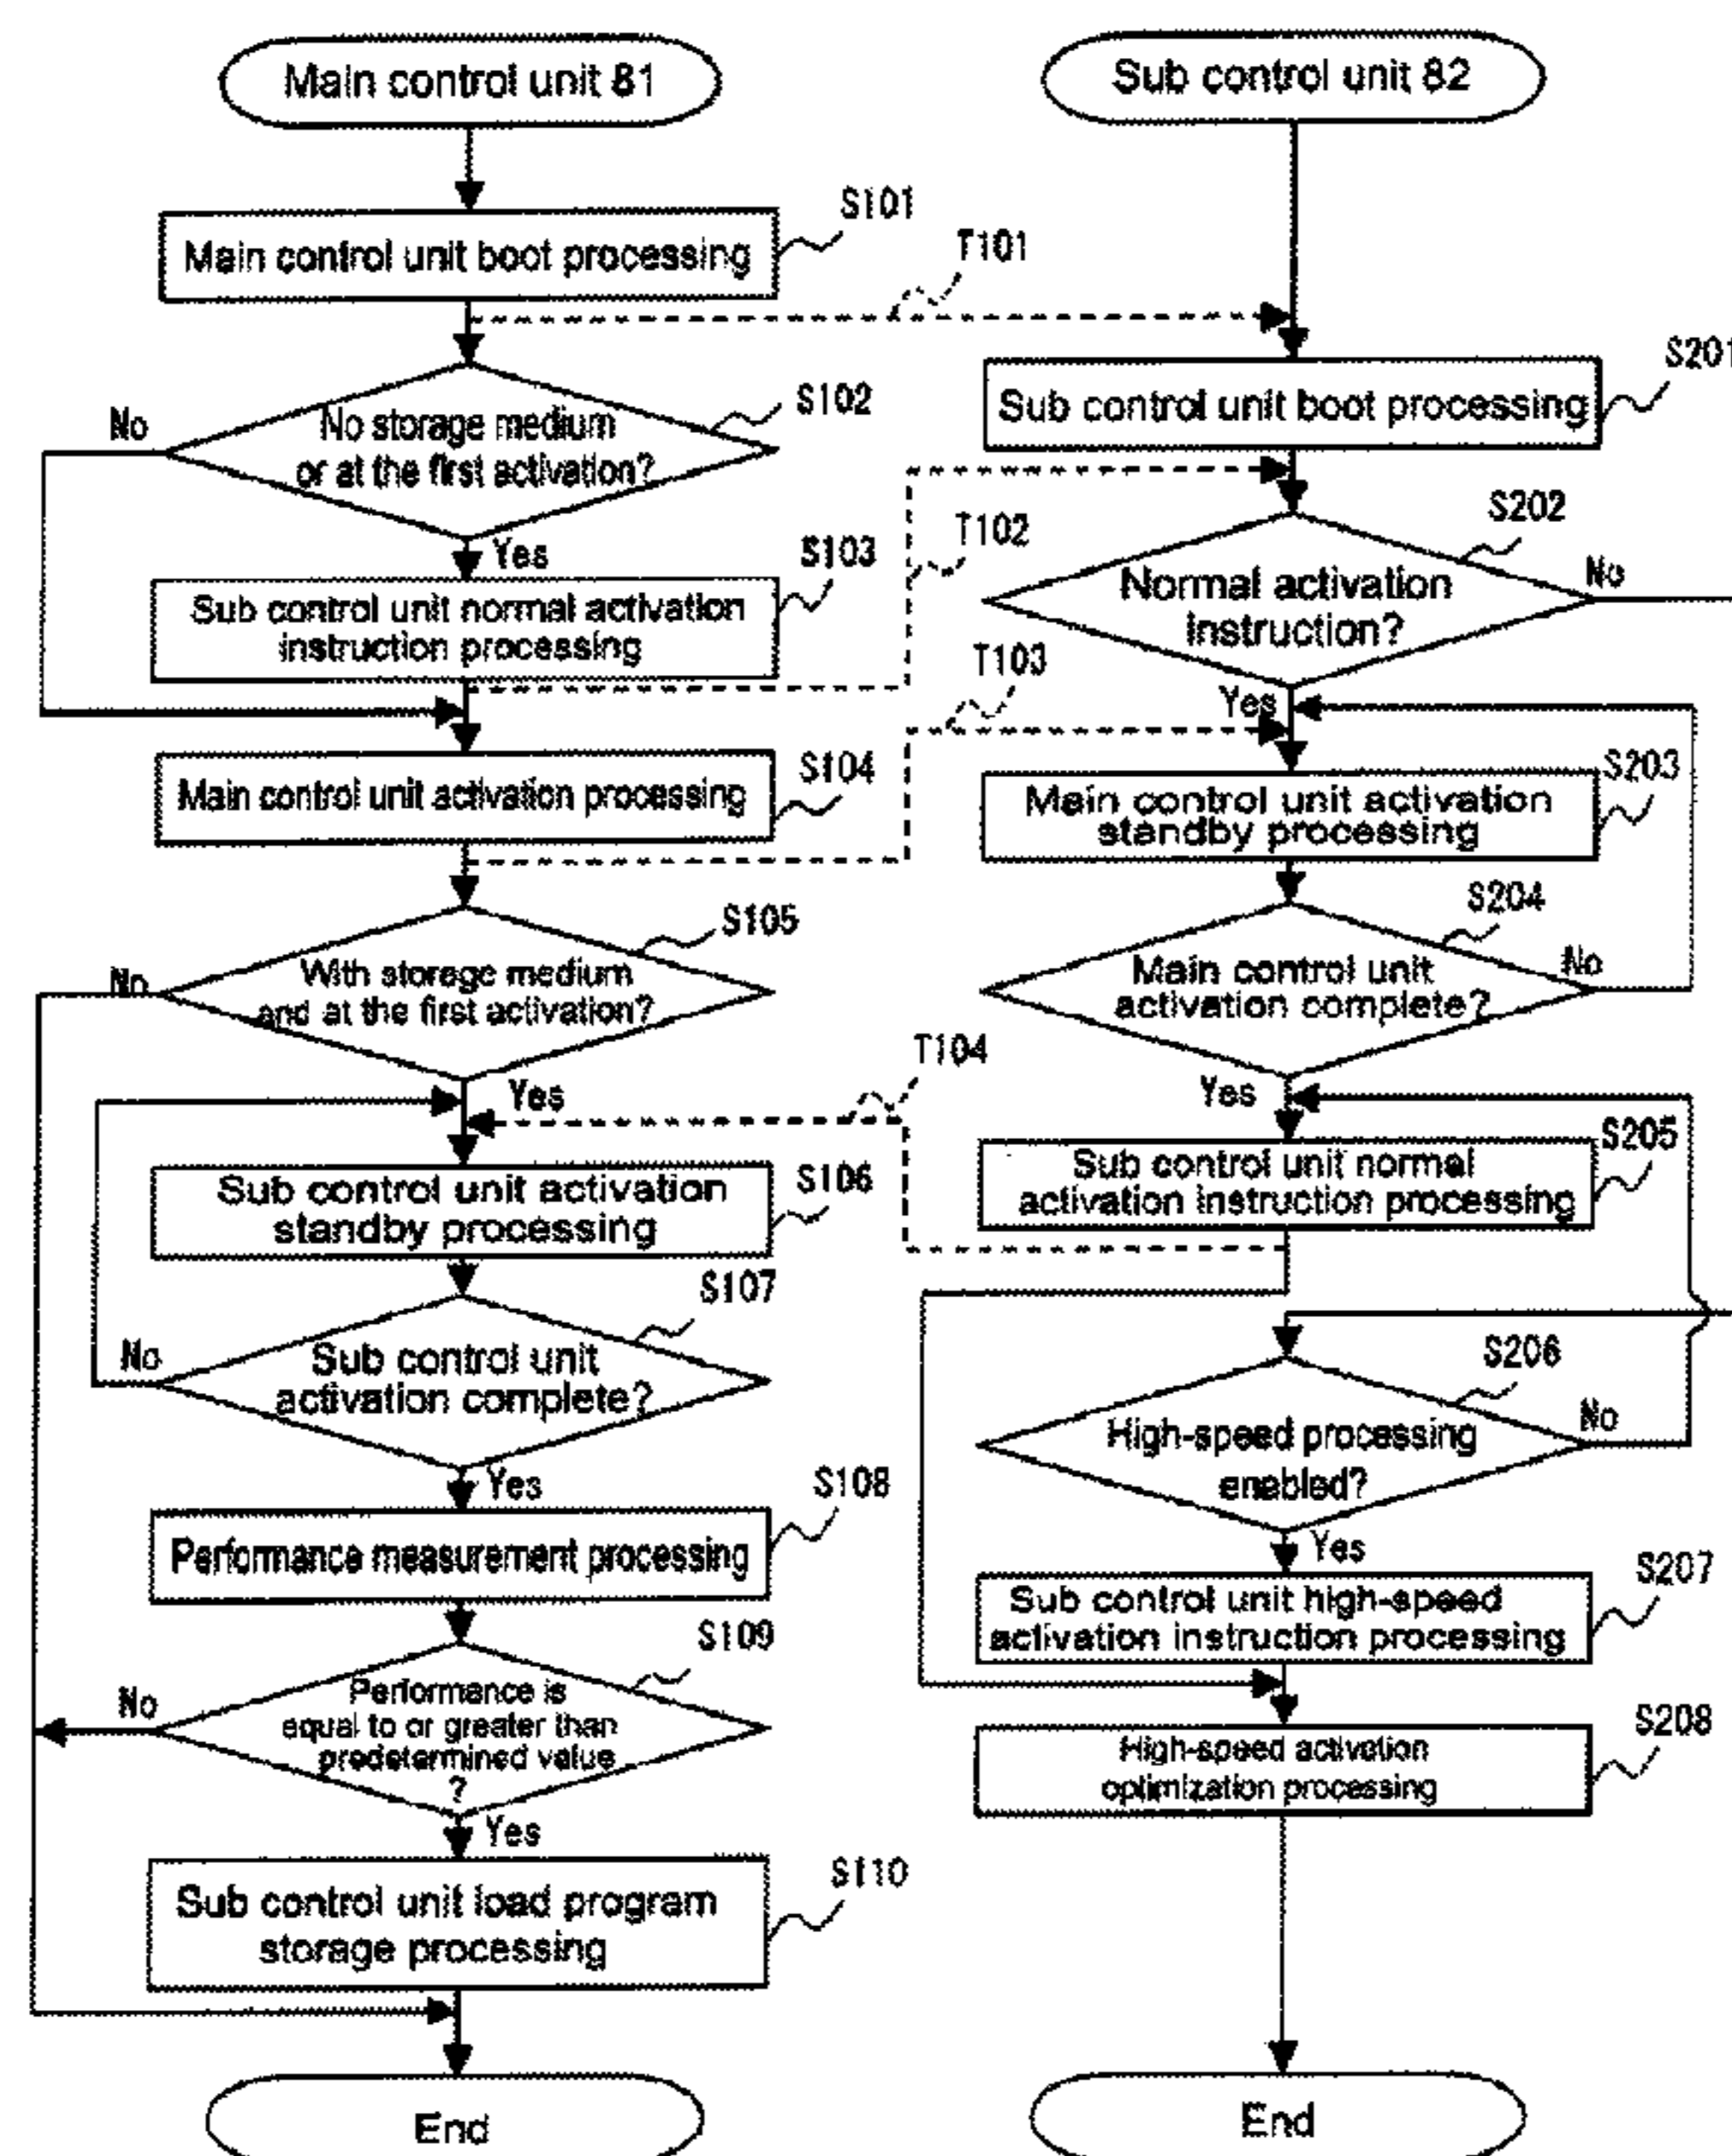 Main control unit 81
S101
Main control unit boot processing
T101
S102
No
No storage medium
or at the first activation?
Yes
S103
Sub control unit normal activation
instruction processing
T102
T103
S104
Main control unit activation processing
S105
No
With storage medium
and at the first activation?
Yes
T104
S106
Sub control unit activation
standby processing
S107
No
Sub control unit
activation complete?
Yes
S108
Performance measurement processing
S109
No
Performance is
equal to or greater than
predetermined value
?
Yes
S110
Sub control unit load program
storage processing
End
Sub control unit 82
S201
Sub control unit boot processing
S202
No
Normal activation
instruction?
Yes
S203
Main control unit activation
standby processing
S204
No
Main control unit
activation complete?
Yes
S205
Sub control unit normal
activation instruction processing
S206
No
High-speed processing
enabled?
Yes
S207
Sub control unit high-speed
activation instruction processing
S208
High-speed activation
optimization processing
End